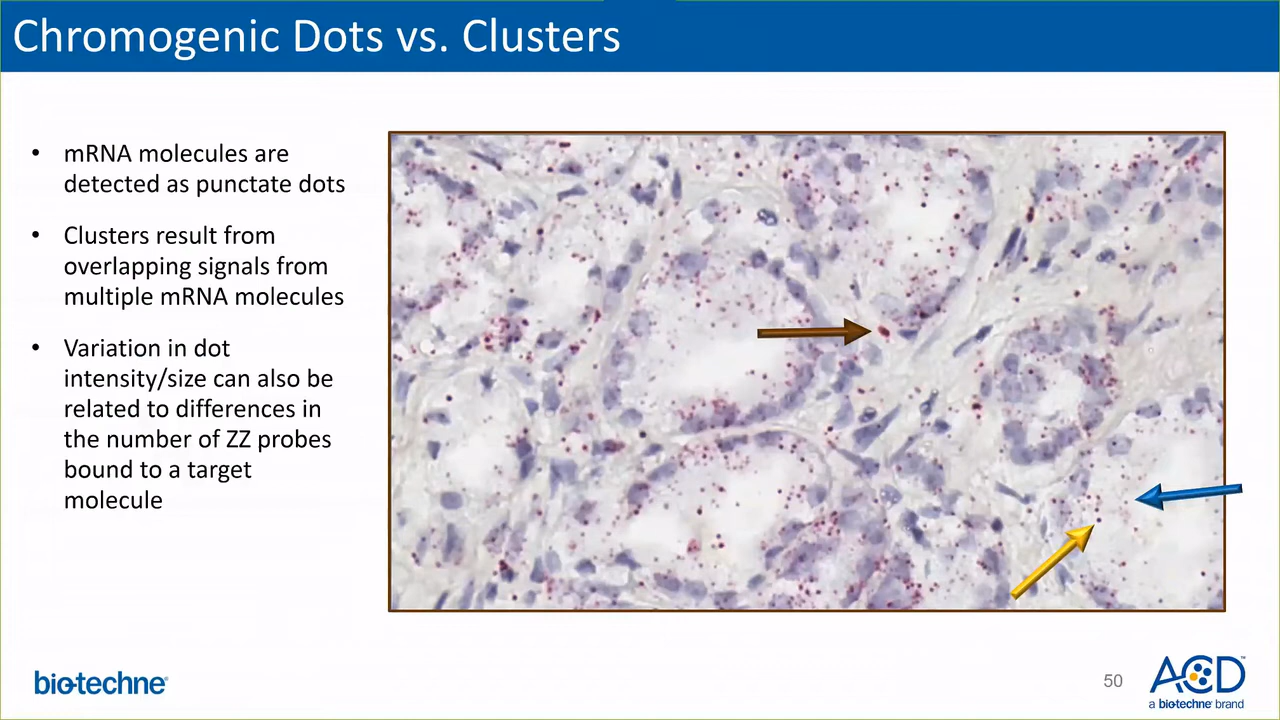 Chromogenic Dots vs. Clusters
• mRNA molecules are
detected as punctate dots
• Clusters result from
overlapping signals from
multiple mRNA molecules
• Variation in dot
intensity/size can also be
related to differences in
the number of ZZ probes
bound to a target
molecule
bio-techne®
50
ACD™
a bio-techne® brand